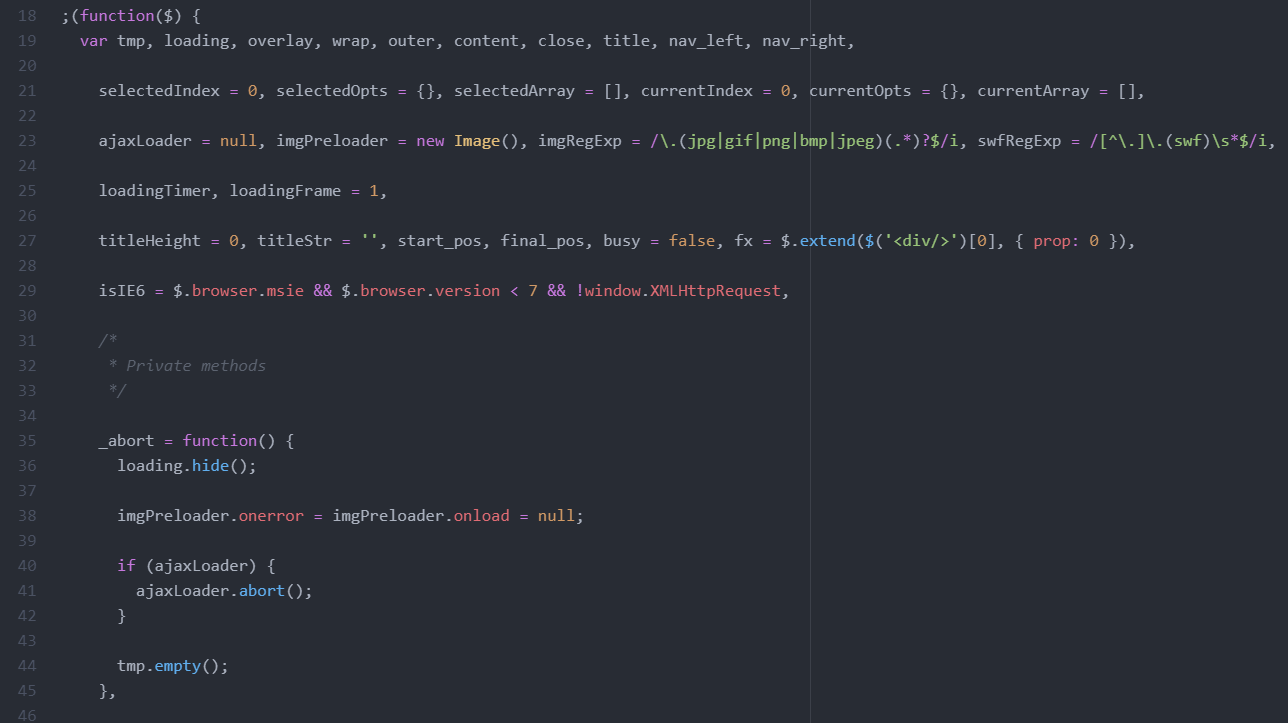 18 ;(function($) {
19 var tmp, loading, overlay, wrap, outer, content, close, title, nav_left, nav_right,
20
21 selectedIndex = 0, selectedOpts = {}, selectedArray = [], currentIndex = 0, currentOpts = {}, currentArray = [],
22
23 ajaxLoader = null, imgPreloader = new Image(), imgRegExp = /\.(jpg|gif|png|bmp|jpeg)(.*)?$/i, swfRegExp = /[^\.]\.(swf)\s*$/i,
24
25 loadingTimer, loadingFrame = 1,
26
27 titleHeight = 0, titleStr = '', start_pos, final_pos, busy = false, fx = $.extend($('<div/>')[0], { prop: 0 }),
28
29 isIE6 = $.browser.msie && $.browser.version < 7 && !window.XMLHttpRequest,
30
31 /*
32 * Private methods
33 */
34
35 _abort = function() {
36 loading.hide();
37
38 imgPreloader.onerror = imgPreloader.onload = null;
39
40 if (ajaxLoader) {
41 ajaxLoader.abort();
42 }
43
44 tmp.empty();
45 },
46